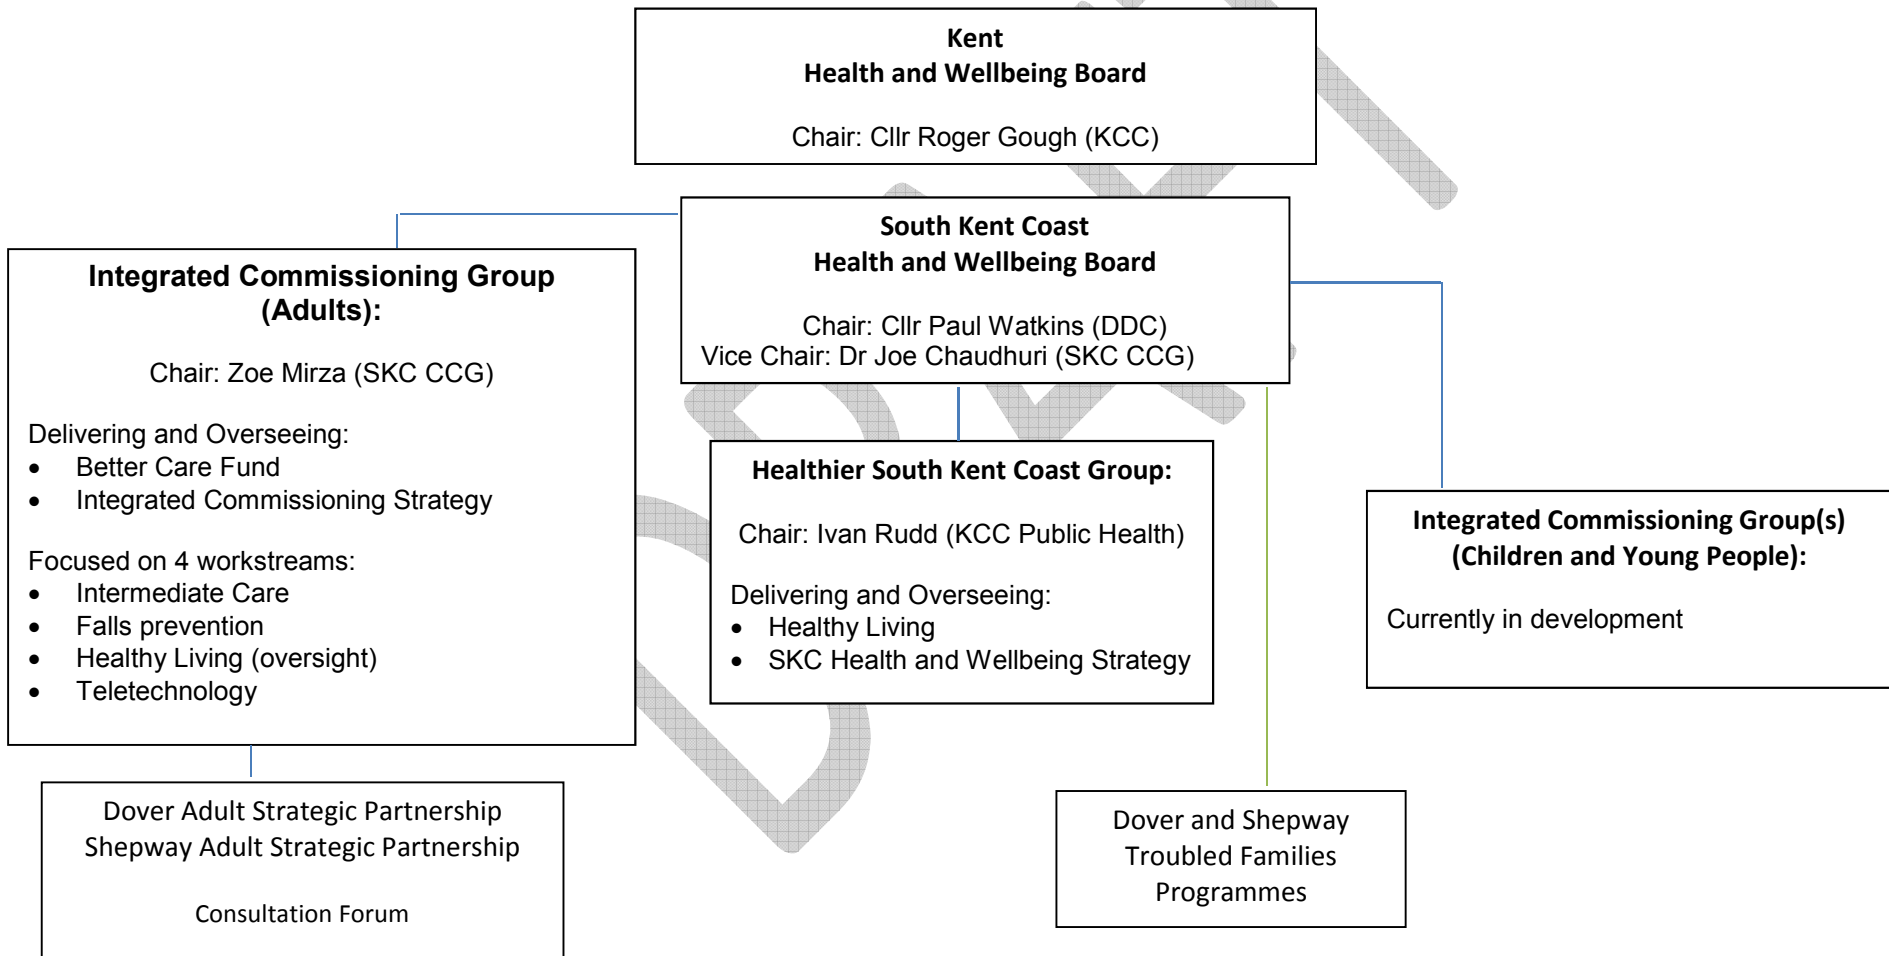 Kent
Health and Wellbeing Board
Chair: Cllr Roger Gough (KCC)
South Kent Coast
Health and Wellbeing Board
Chair: Cllr Paul Watkins (DDC)
Vice Chair: Dr Joe Chaudhuri (SKC CCG)
Integrated Commissioning Group
(Adults):
Chair: Zoe Mirza (SKC CCG)
Delivering and Overseeing:
• Better Care Fund
• Integrated Commissioning Strategy
Focused on 4 workstreams:
• Intermediate Care
• Falls prevention
• Healthy Living (oversight)
• Teletechnology
Healthier South Kent Coast Group:
Chair: Ivan Rudd (KCC Public Health)
Delivering and Overseeing:
• Healthy Living
• SKC Health and Wellbeing Strategy
Integrated Commissioning Group(s)
(Children and Young People):
Currently in development
Dover Adult Strategic Partnership
Shepway Adult Strategic Partnership
Consultation Forum
Dover and Shepway
Troubled Families
Programmes
DRAFT